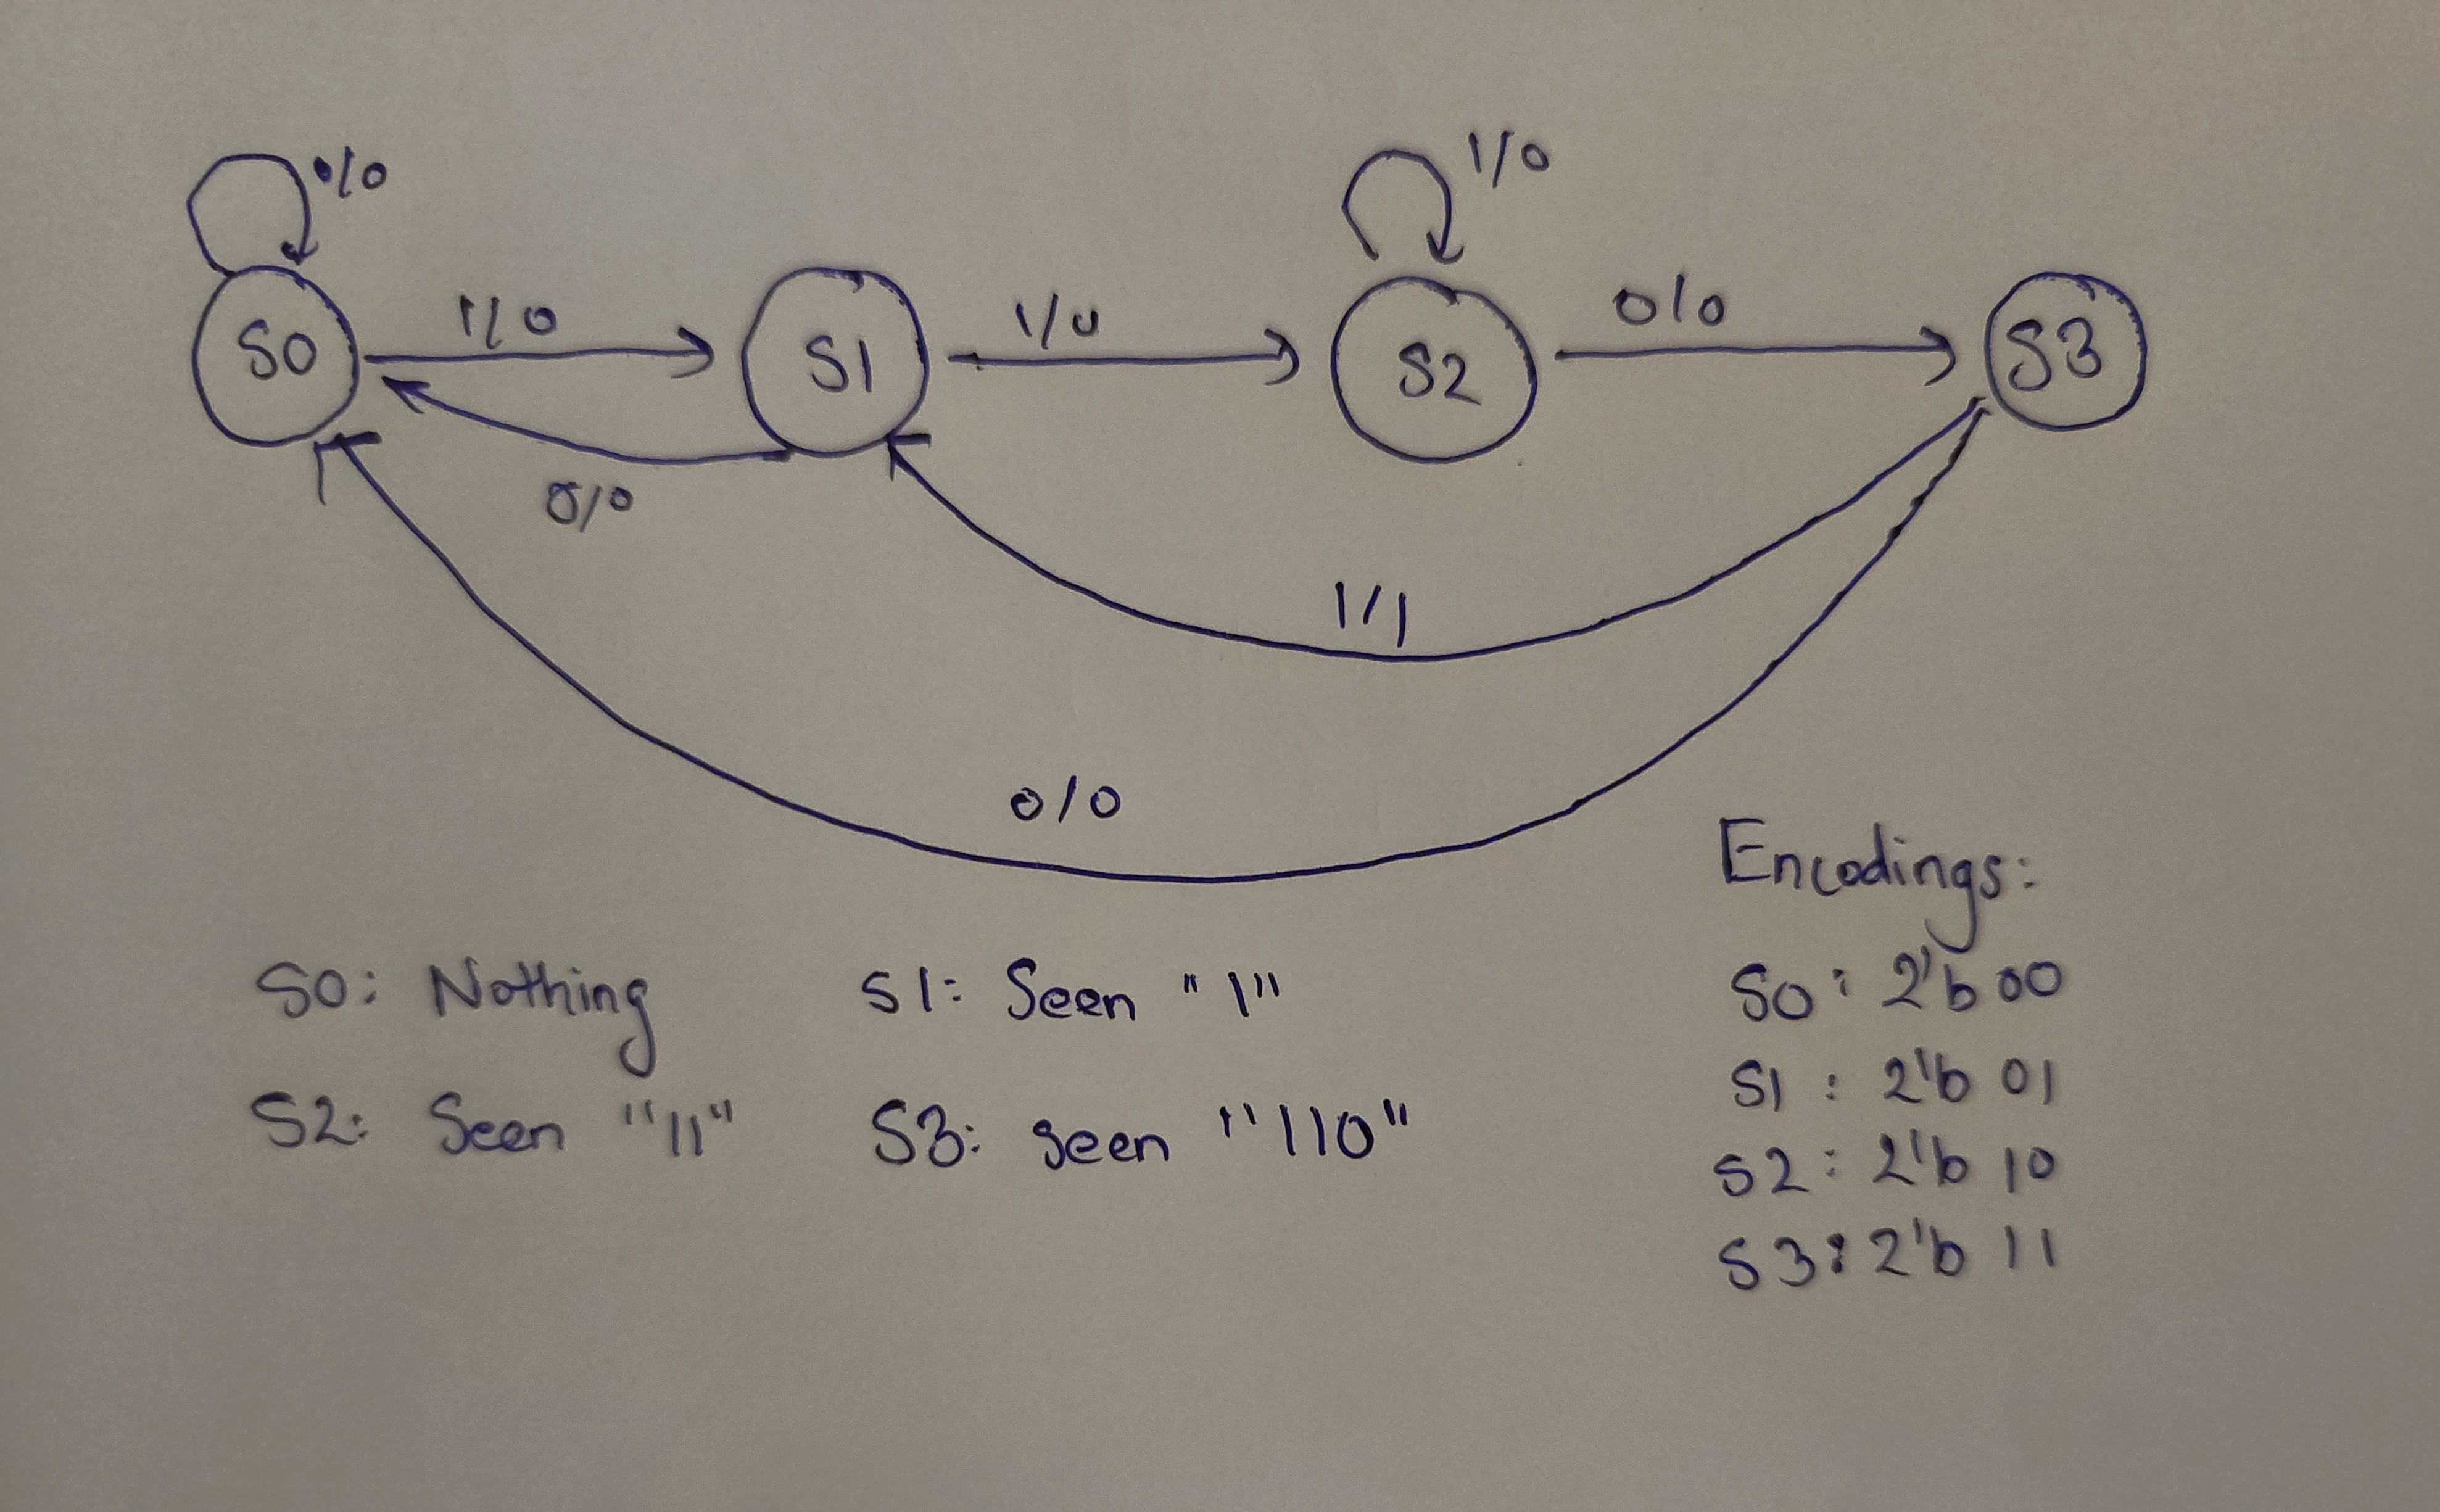 0/0
1/0
1/0
1/0
0/0
S0
S1
S2
S3
0/0
1/1
0/0
Encodings:
S0: Nothing
S1: Seen "1"
S0: 2'b 00
S2: Seen "11"
S3: Seen "110"
S1: 2'b 01
S2: 2'b 10
S3: 2'b 11